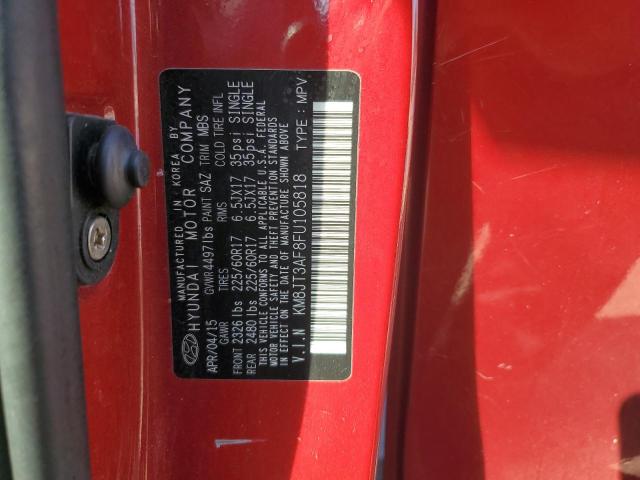 MANUFACTURED IN KOREA BY
HYUNDAI MOTOR COMPANY
APR/04/15 GVWR4497lbs PAINT SAZ TRIM MBS
GAWR TIRES RIMS COLD TIRE INFL
FRONT 2326 lbs 225/60R17 6.5JX17 35psi SINGLE
REAR 2480 lbs 225/60R17 6.5JX17 35psi SINGLE
THIS VEHICLE CONFORMS TO ALL APPLICABLE U.S.A. FEDERAL
MOTOR VEHICLE SAFETY AND THEFT PREVENTION STANDARDS
IN EFFECT ON THE DATE OF MANUFACTURE SHOWN ABOVE
V.I.N KM8JT3AF8FU105818 TYPE : MPV